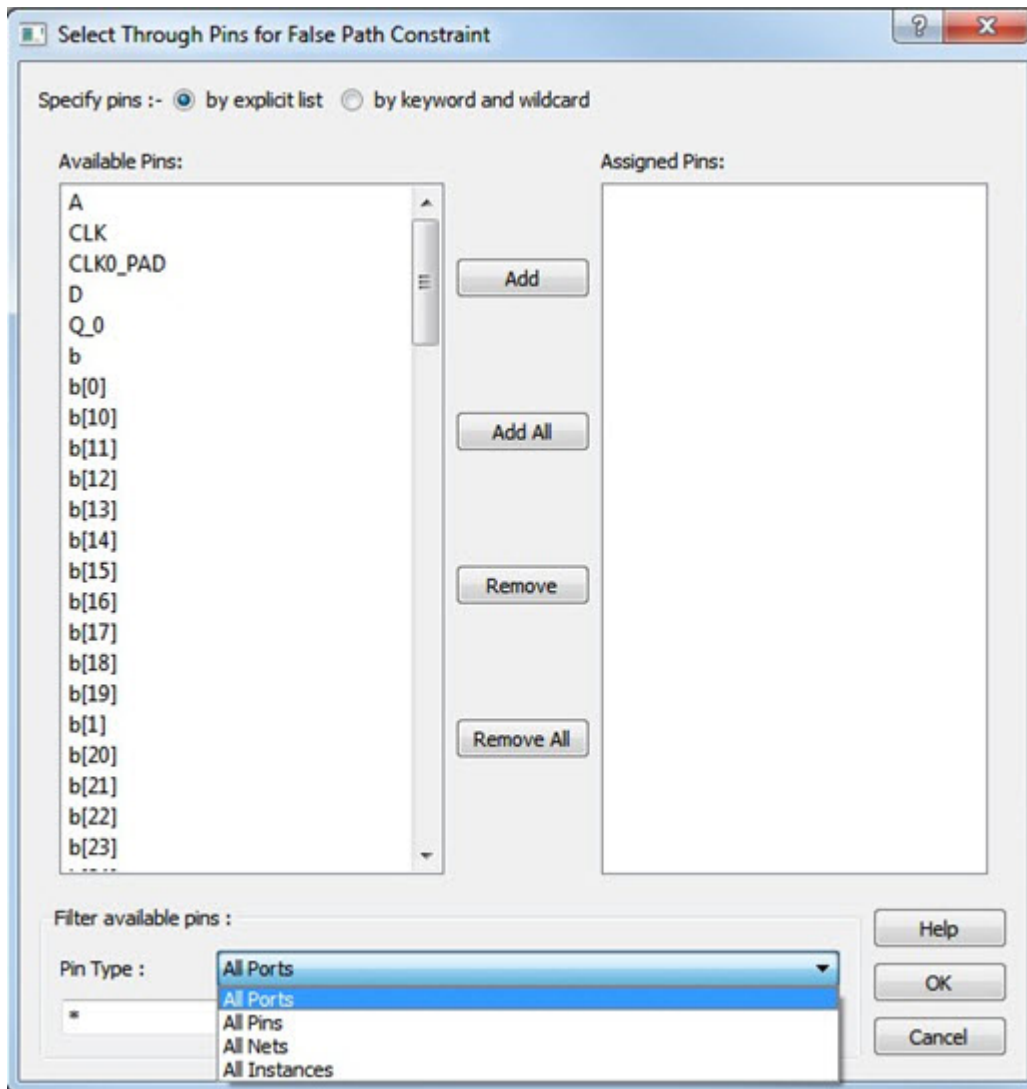 Select Through Pins for False Path Constraint
Specify pins :- by explicit list by keyword and wildcard
Available Pins:
A
CLK
CLK0_PAD
D
Q_0
b
b[0]
b[10]
b[11]
b[12]
b[13]
b[14]
b[15]
b[16]
b[17]
b[18]
b[19]
b[1]
b[20]
b[21]
b[22]
b[23]
Add
Add All
Remove
Remove All
Assigned Pins:
Filter available pins :
Pin Type :
All Ports
All Ports
All Pins
All Nets
All Instances
*
Help
OK
Cancel